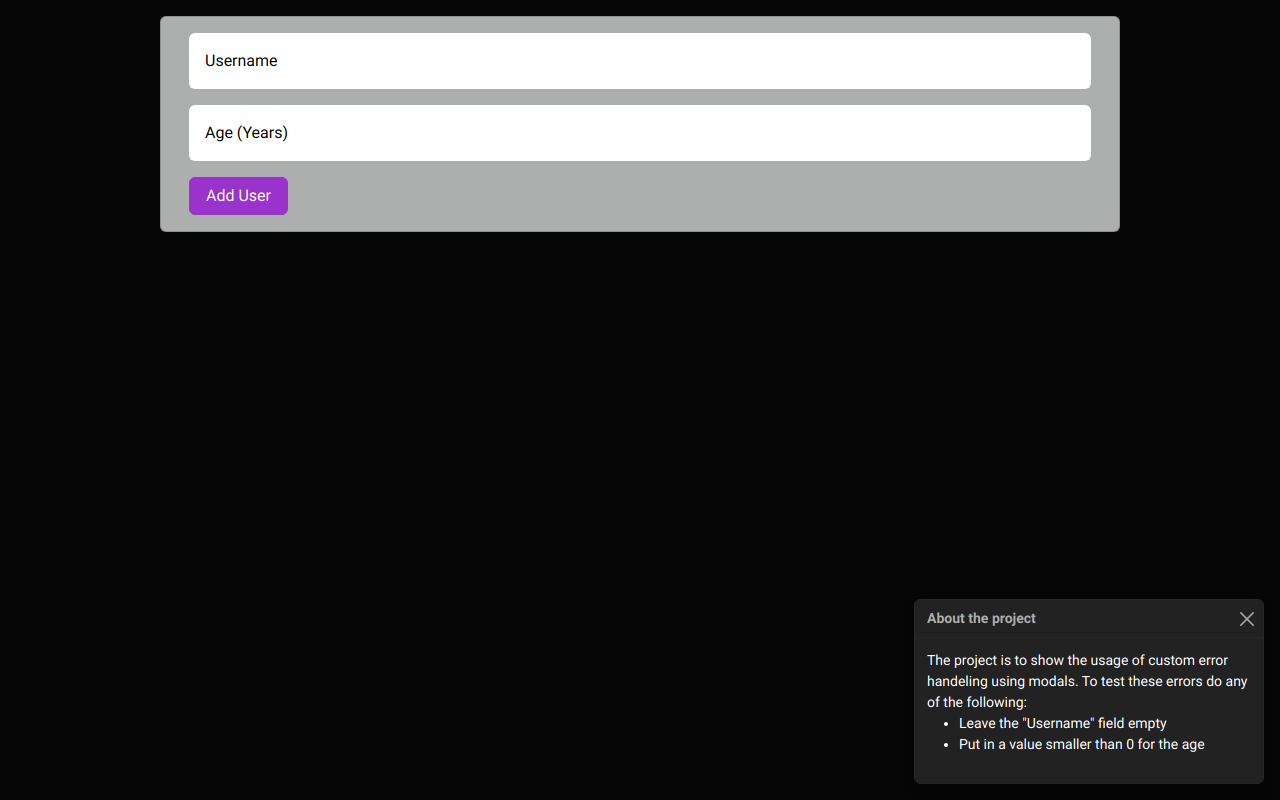 Username
Age (Years)
Add User
About the project
The project is to show the usage of custom error
handeling using modals. To test these errors do any
of the following:
• Leave the "Username" field empty
• Put in a value smaller than 0 for the age